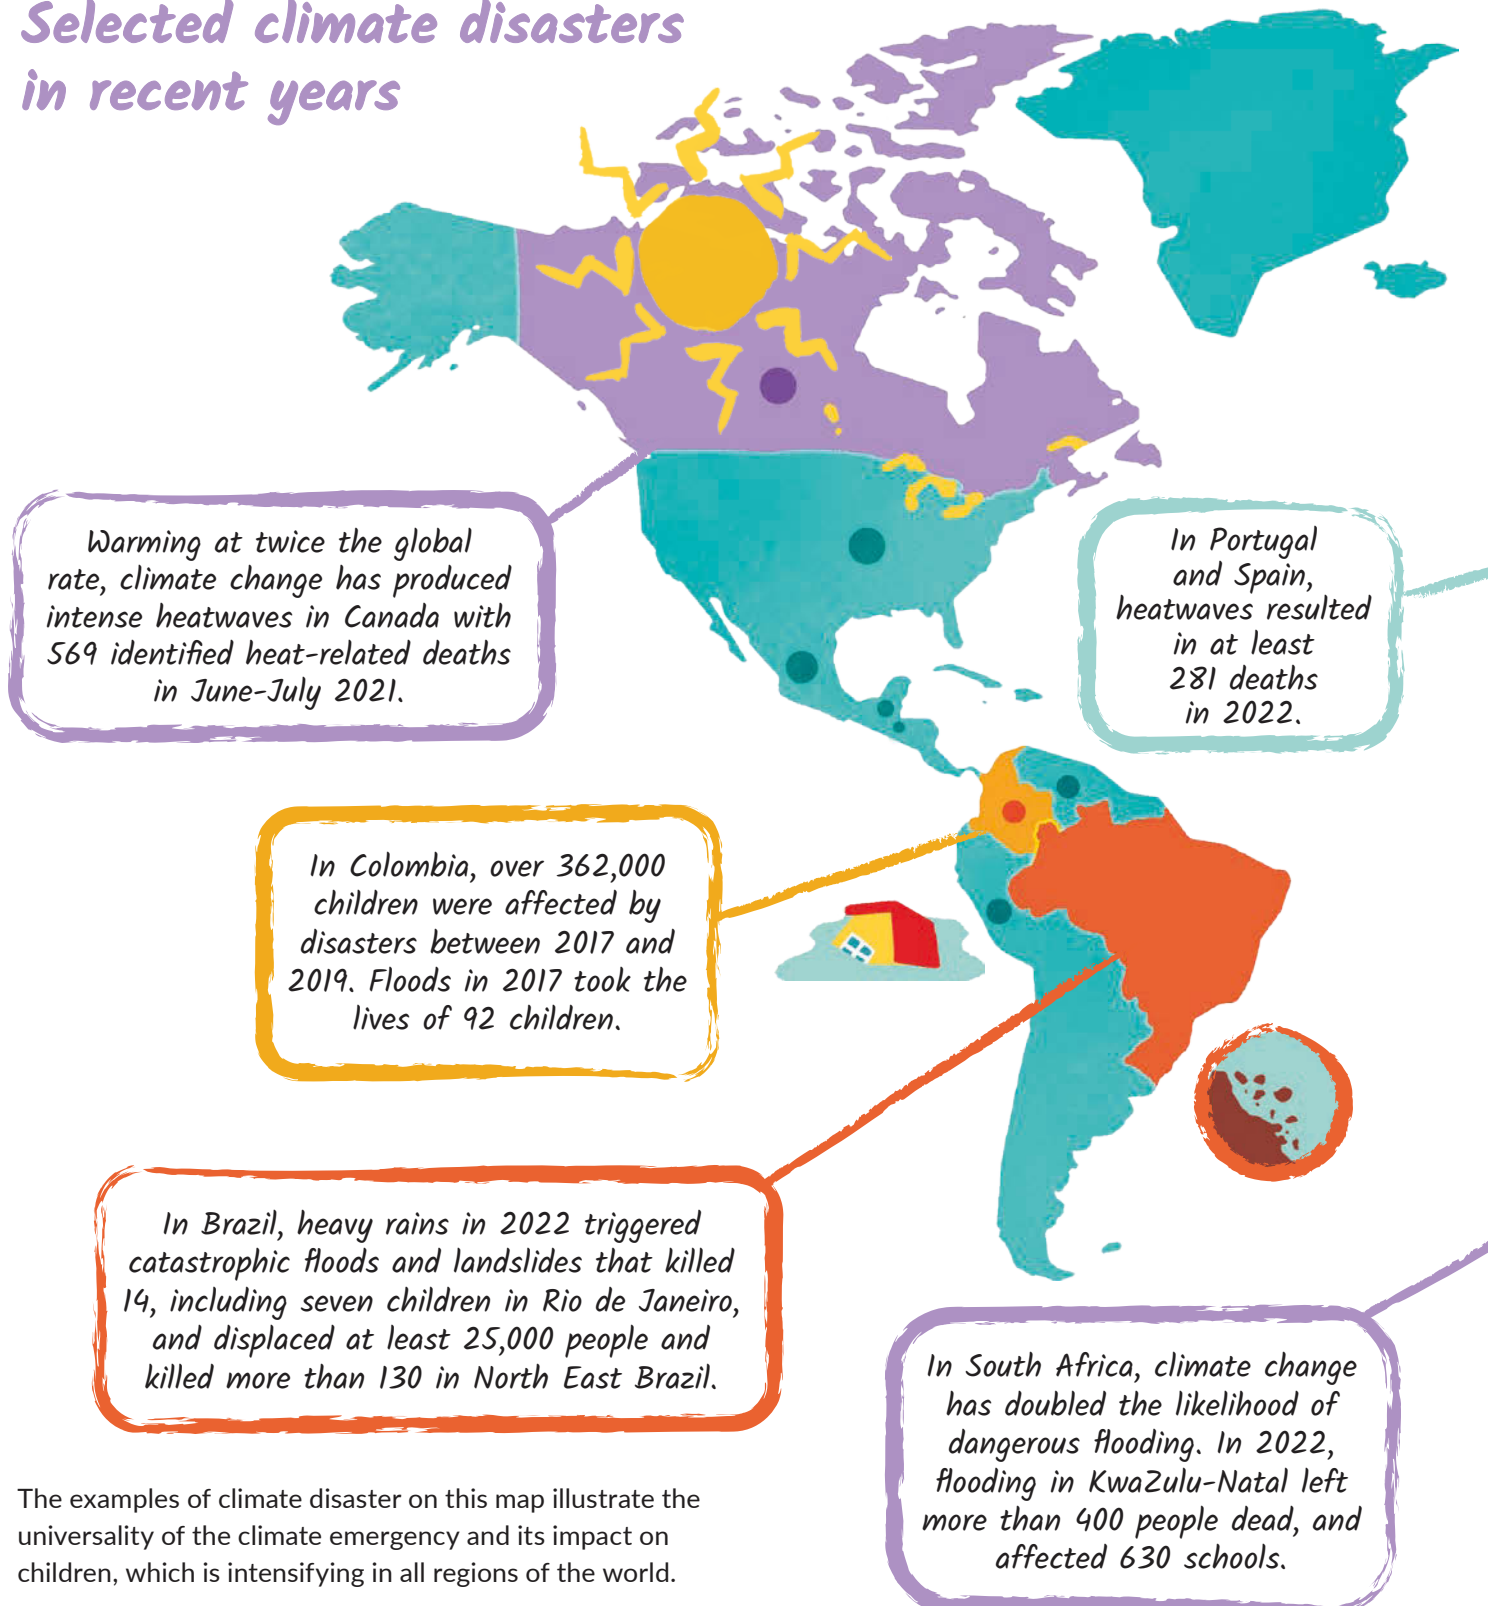 Selected climate disasters
in recent years
Warming at twice the global
rate, climate change has produced
intense heatwaves in Canada with
569 identified heat-related deaths
in June-July 2021.
In Portugal
and Spain,
heatwaves resulted
in at least
281 deaths
in 2022.
In Colombia, over 362,000
children were affected by
disasters between 2017 and
2019. Floods in 2017 took the
lives of 92 children.
In Brazil, heavy rains in 2022 triggered
catastrophic floods and landslides that killed
14, including seven children in Rio de Janeiro,
and displaced at least 25,000 people and
killed more than 130 in North East Brazil.
In South Africa, climate change
has doubled the likelihood of
dangerous flooding. In 2022,
flooding in KwaZulu-Natal left
more than 400 people dead, and
affected 630 schools.
The examples of climate disaster on this map illustrate the
universality of the climate emergency and its impact on
children, which is intensifying in all regions of the world.